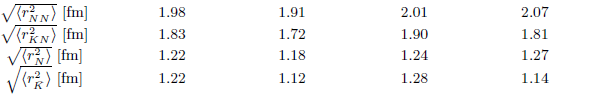 √⟨r²_NN⟩ [fm] 1.98 1.91 2.01 2.07
√⟨r²_KN⟩ [fm] 1.83 1.72 1.90 1.81
√⟨r²_N⟩ [fm] 1.22 1.18 1.24 1.27
√⟨r²_K⟩ [fm] 1.22 1.12 1.28 1.14